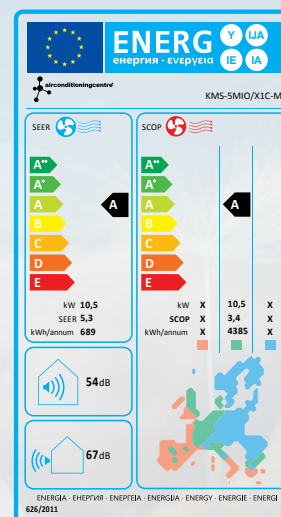 ENERG
Y IJA
енергия · ενεργεια
IE IA
airconditioningcentre
KMS-5MIO/X1C-M
SEER
SCOP
A++
A+
A
B
C
D
E
A
A++
A+
A
B
C
D
E
A
kW 10,5
SEER 5,3
kWh/annum 689
kW X 10,5 X
SCOP X 3,4 X
kWh/annum X 4385 X
54dB
67dB
ENERGIA · ЕНЕРГИЯ · ΕΝΕΡΓΕΙΑ · ENERGIJA · ENERGY · ENERGIE · ENERGI
626/2011